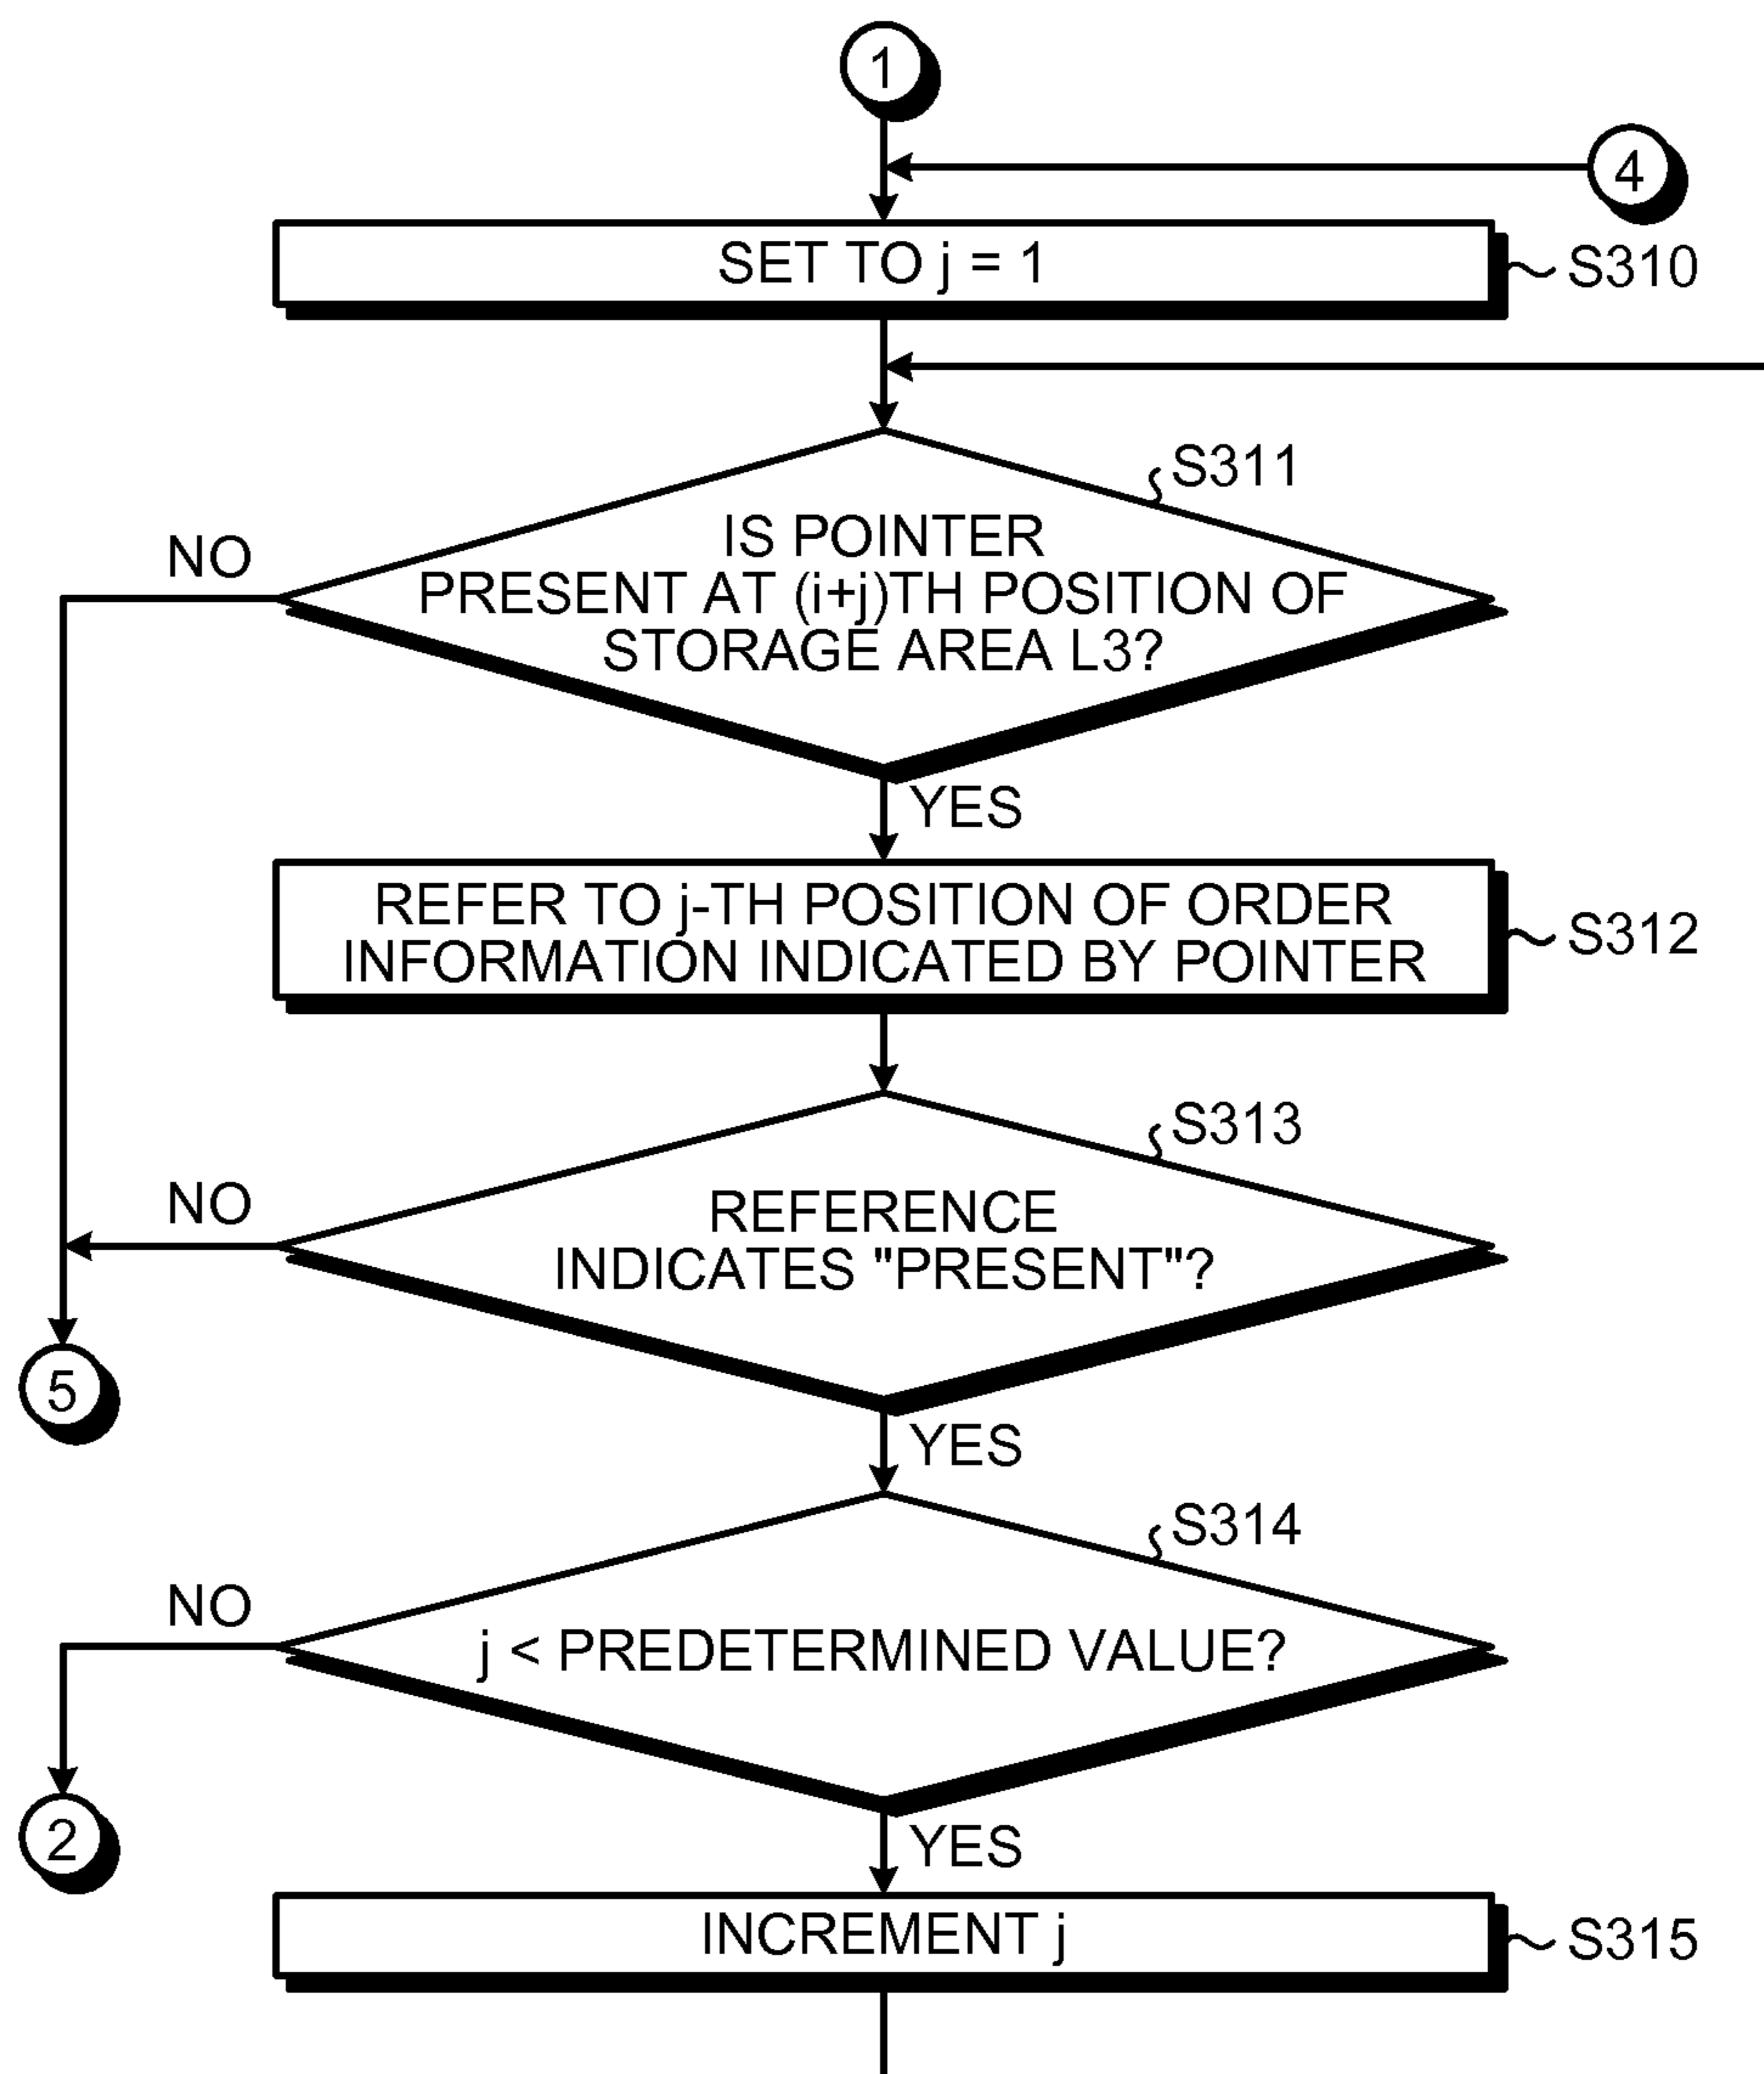 1
4
SET TO j = 1
S310
S311
NO
IS POINTER
PRESENT AT (i+j)TH POSITION OF
STORAGE AREA L3?
YES
REFER TO j-TH POSITION OF ORDER
INFORMATION INDICATED BY POINTER
S312
S313
NO
REFERENCE
INDICATES "PRESENT"?
5
YES
S314
NO
j < PREDETERMINED VALUE?
2
YES
INCREMENT j
S315